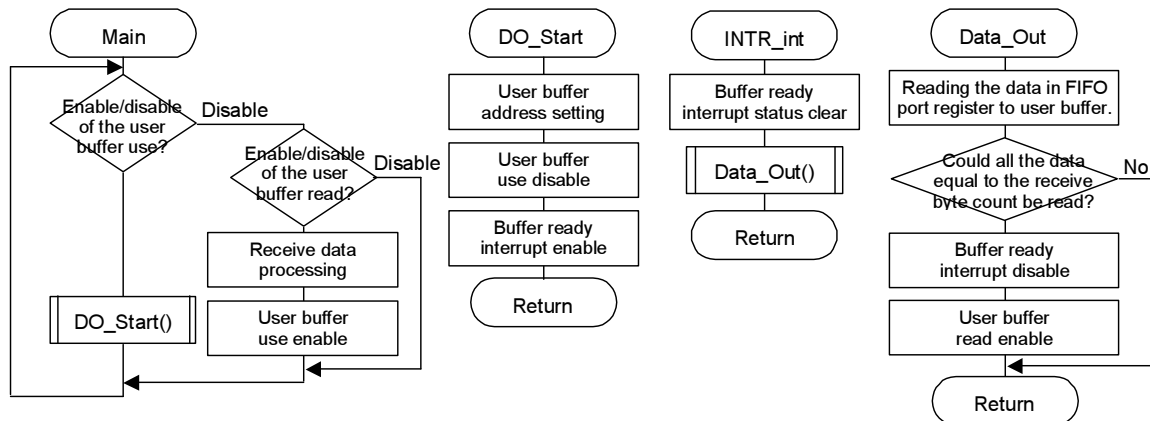 Main
Enable/disable
of the user
buffer use?
Disable
Enable/disable
of the user
buffer read?
Disable
Receive data
processing
User buffer
use enable
DO_Start()
DO_Start
User buffer
address setting
User buffer
use disable
Buffer ready
interrupt enable
Return
INTR_int
Buffer ready
interrupt status clear
Data_Out()
Return
Data_Out
Reading the data in FIFO
port register to user buffer.
Could all the data
equal to the receive
byte count be read?
No
Buffer ready
interrupt disable
User buffer
read enable
Return